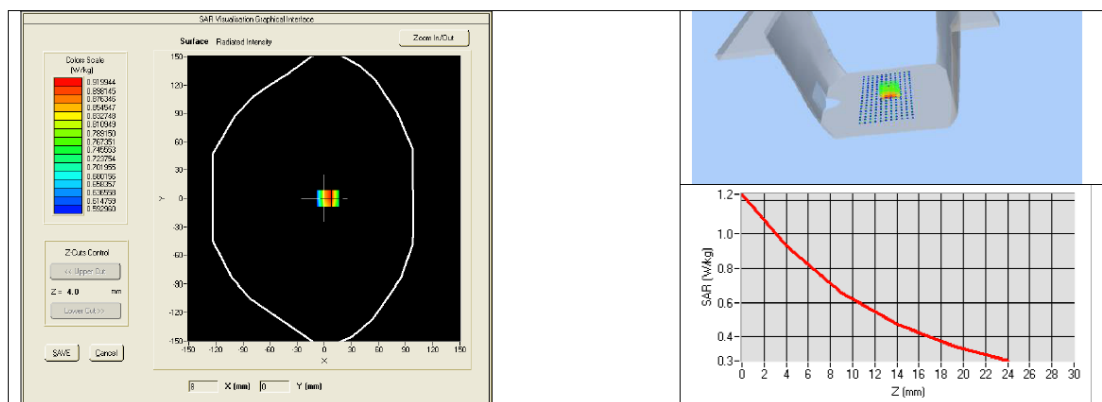 SAR Visualisation Graphical Interface
Surface Radiated Intensity
Zoom In/Out
Colors Scale
(W/kg)
0.919944
0.898145
0.876346
0.854547
0.832748
0.810949
0.789150
0.767351
0.745553
0.723754
0.701955
0.680156
0.658357
0.636558
0.614759
0.592960
Z-Cuts Control
<< Upper Cut
Z = 4.0 mm
Lower Cut >>
SAVE
Cancel
150
120
90
60
30
0
-30
-60
-90
-120
-150
Y
-150 -120 -90 -60 -30 0 30 60 90 120 150
X
8 X (mm) 0 Y (mm)
1.2
1.0
0.8
0.6
0.4
0.3
SAR (W/kg)
0 2 4 6 8 10 12 14 16 18 20 22 24 26 28 30
Z (mm)